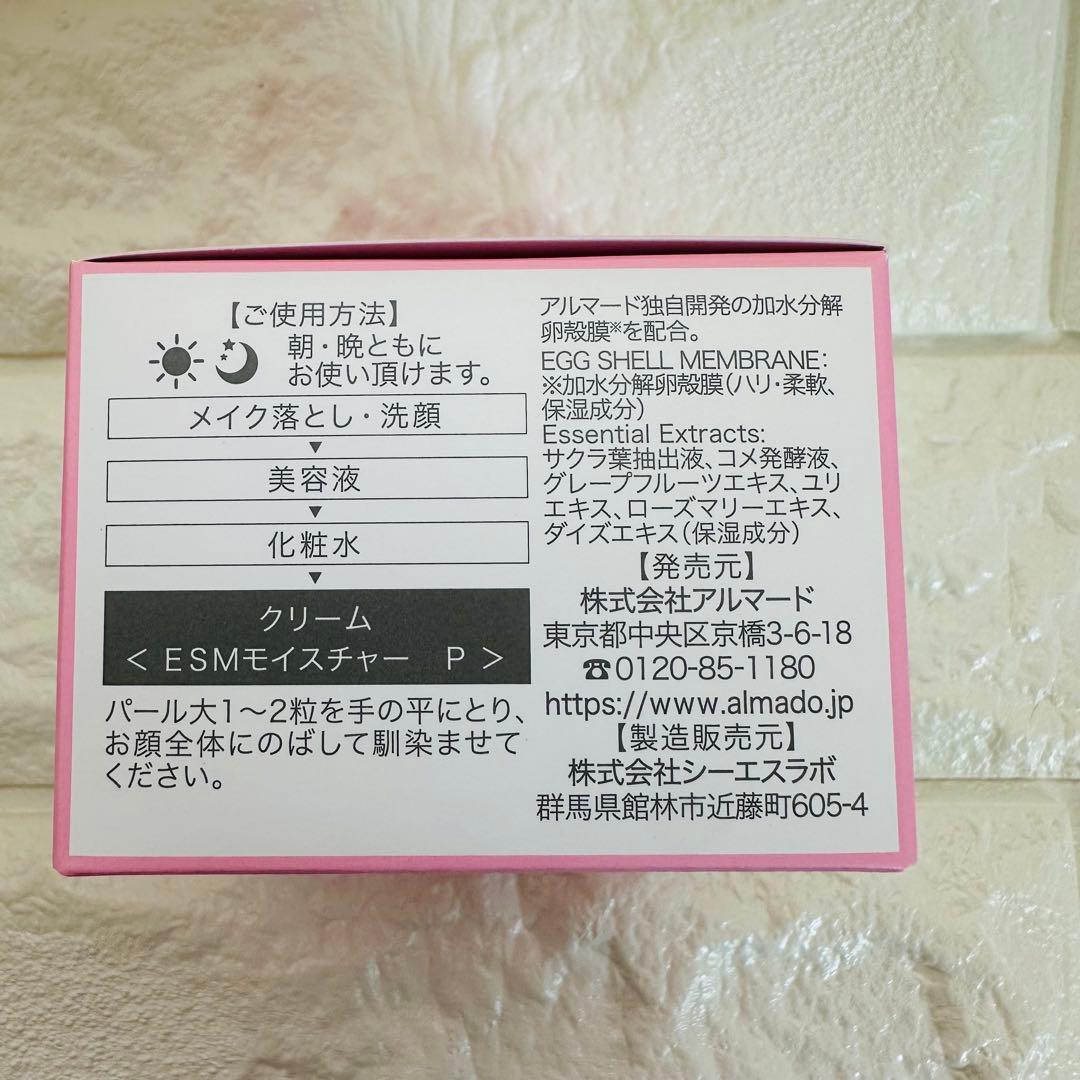 【ご使用方法】
朝・晩ともに
お使い頂けます。
メイク落とし・洗顔
美容液
化粧水
クリーム
＜ESMモイスチャー　P＞
パール大1〜2粒を手の平にとり、
お顔全体にのばして馴染ませて
ください。
アルマード独自開発の加水分解
卵殻膜※を配合。
EGG SHELL MEMBRANE：
※加水分解卵殻膜（ハリ・柔軟、
保湿成分）
Essential Extracts:
サクラ葉抽出液、コメ発酵液、
グレープフルーツエキス、ユリ
エキス、ローズマリーエキス、
ダイズエキス（保湿成分）
【発売元】
株式会社アルマード
東京都中央区京橋3-6-18
☎0120-85-1180
https://www.almado.jp
【製造販売元】
株式会社シーエスラボ
群馬県館林市近藤町605-4